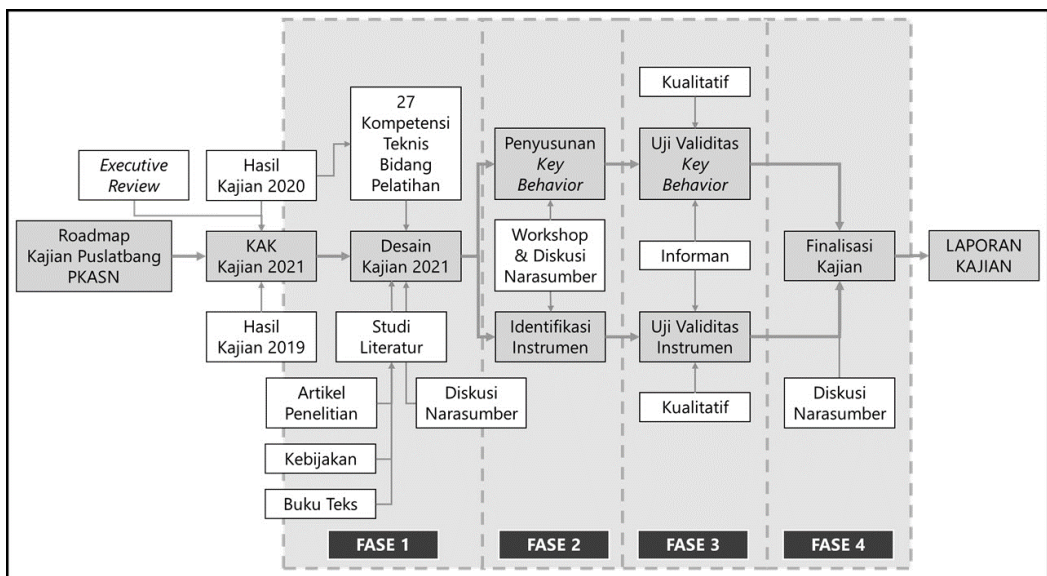 Kualitatif
27
Kompetensi
Teknis
Bidang
Pelatihan
Executive
Review
Hasil
Kajian 2020
Penyusunan
Key
Behavior
Uji Validitas
Key
Behavior
Roadmap
Kajian Puslatbang
PKASN
KAK
Kajian 2021
Desain
Kajian 2021
Workshop
& Diskusi
Narasumber
Informan
Finalisasi
Kajian
LAPORAN
KAJIAN
Hasil
Kajian 2019
Studi
Literatur
Identifikasi
Instrumen
Uji Validitas
Instrumen
Artikel
Penelitian
Diskusi
Narasumber
Kualitatif
Diskusi
Narasumber
Kebijakan
Buku Teks
FASE 1
FASE 2
FASE 3
FASE 4